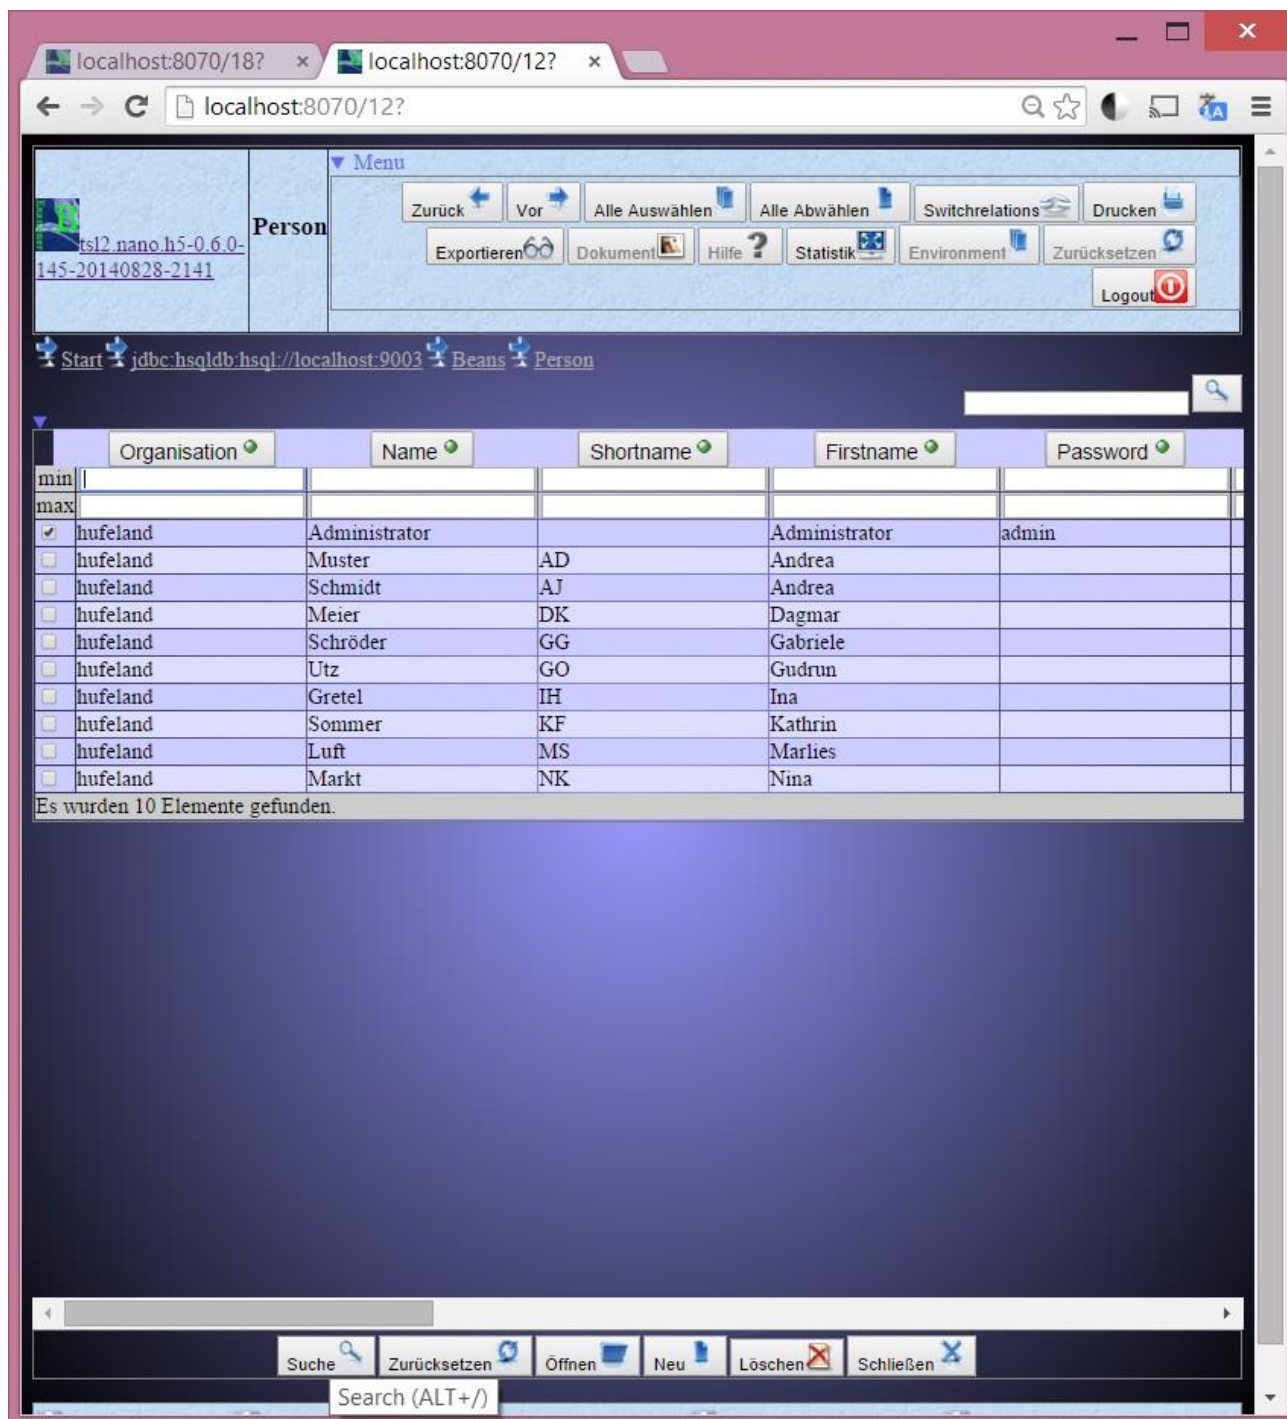 localhost:8070/18?
localhost:8070/12?
localhost:8070/12?
Menu
Zurück Vor Alle Auswählen Alle Abwählen Switchrelations Drucken
tsl2.nano.h5-0.6.0-
145-20140828-2141
Person
Exportieren Dokument Hilfe Statistik Environment Zurücksetzen
Logout
Start jdbc:hsqldb:hsql://localhost:9003 Beans Person
Organisation Name Shortname Firstname Password
min
max
hufeland Administrator Administrator admin
hufeland Muster AD Andrea
hufeland Schmidt AJ Andrea
hufeland Meier DK Dagmar
hufeland Schröder GG Gabriele
hufeland Utz GO Gudrun
hufeland Gretel IH Ina
hufeland Sommer KF Kathrin
hufeland Luft MS Marlies
hufeland Markt NK Nina
Es wurden 10 Elemente gefunden.
Suche Zurücksetzen Öffnen Neu Löschen Schließen
Search (ALT+/)